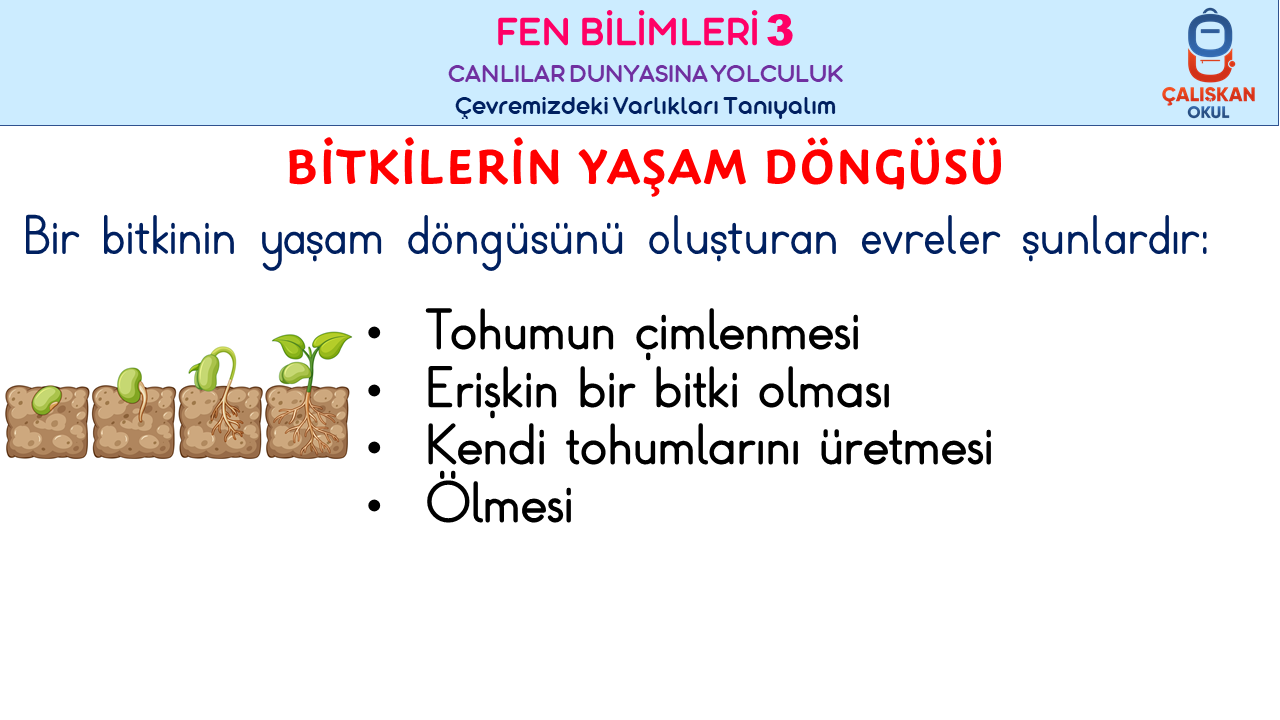 FEN BİLİMLERİ 3
CANLILAR DUNYASINA YOLCULUK
Çevremizdeki Varlıkları Tanıyalım
ÇALIŞKAN
OKUL
BİTKİLERİN YAŞAM DÖNGÜSÜ
Bir bitkinin yaşam döngüsünü oluşturan evreler şunlardır:
• Tohumun çimlenmesi
• Erişkin bir bitki olması
• Kendi tohumlarını üretmesi
• Ölmesi